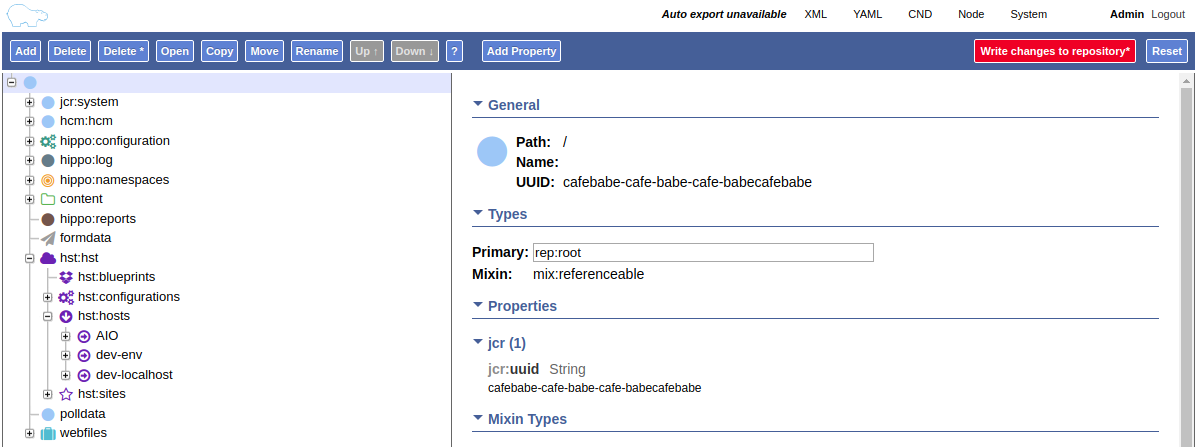 Auto export unavailable XML YAML CND Node System Admin Logout
Add Delete Delete * Open Copy Move Rename Up ↑ Down ↓ ? Add Property Write changes to repository* Reset
jcr:system
hcm:hcm
hippo:configuration
hippo:log
hippo:namespaces
content
hippo:reports
formdata
hst:hst
hst:blueprints
hst:configurations
hst:hosts
AIO
dev-env
dev-localhost
hst:sites
polldata
webfiles
General
Path: /
Name:
UUID: cafebabe-cafe-babe-cafe-babecafebabe
Types
Primary: rep:root
Mixin: mix:referenceable
Properties
jcr (1)
jcr:uuid String
cafebabe-cafe-babe-cafe-babecafebabe
Mixin Types